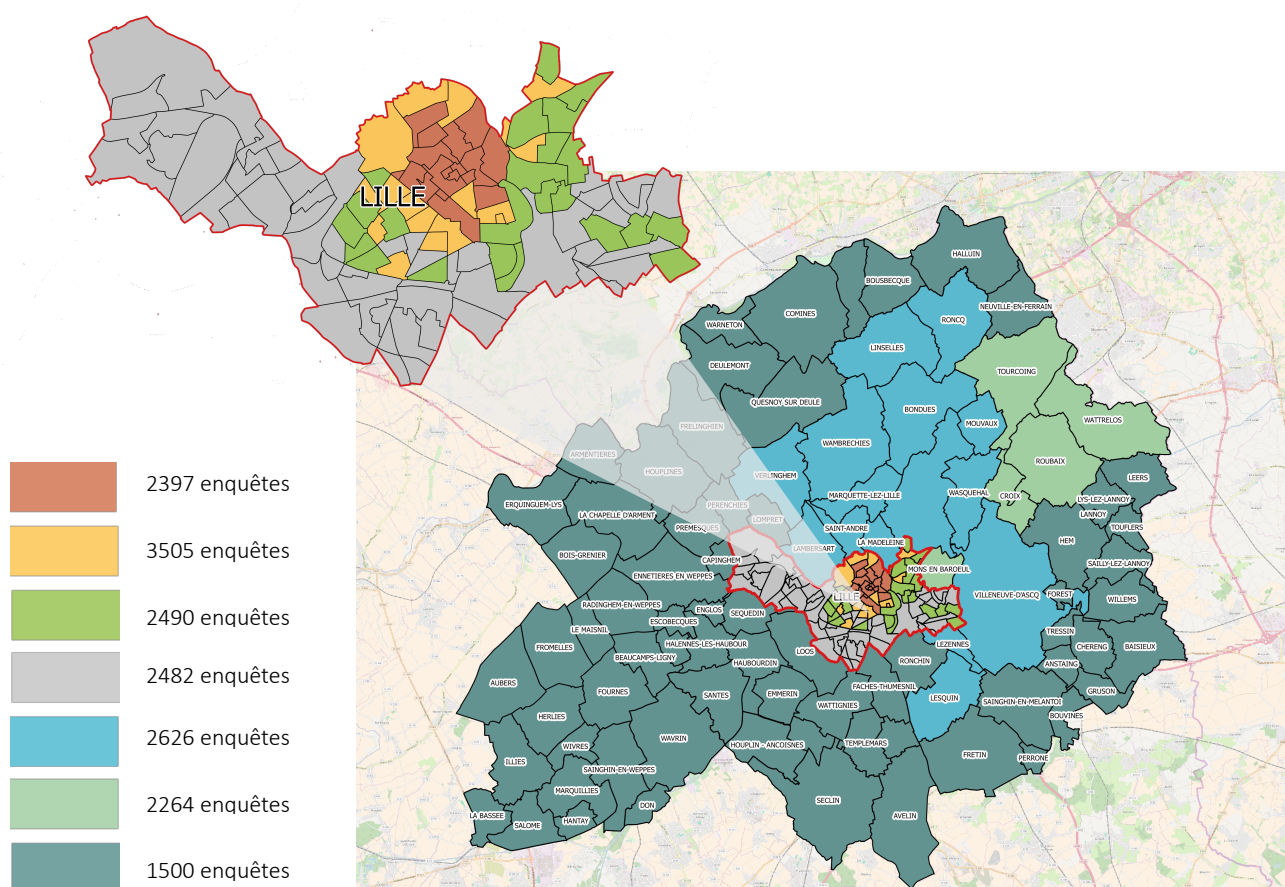 LILLE
HALLUIN
BOUSBECQUE
NEUVILLE-EN-FERRAIN
COMINES
RONCQ
WARNETON
LINSELLES
DEULEMONT
TOURCOING
QUESNOY SUR DEULE
BONDUES
WATTRELOS
MOUVAUX
FRELINGHIEN
WAMBRECHIES
ARMENTIERES
ROUBAIX
HOUPLINES
VERLINGHEM
LEERS
2397 enquêtes
MARQUETTE-LEZ-LILLE
WASQUEHAL
CROIX
LYS-LEZ-LANNOY
ERQUINGUEM-LYS
PERENCHIES
LA CHAPELLE D'ARMENT
LOMPRET
LANNOY
PREMESQUES
SAINT-ANDRÉ
TOUFLERS
LA MADELEINE
HEM
3505 enquêtes
LAMBERSART
BOIS-GRENIER
CAPINGHEM
SAILLY-LEZ-LANNOY
MONS EN BAROEUL
ENNETIERES EN WEPPES
VILLENEUVE-D'ASCQ
FOREST
LILLE
WILLEMS
RADINGHEM-EN-WEPPES
ENGLOS
SEQUEDIN
2490 enquêtes
ESCOBECQUES
LE MAISNIL
TRESSIN
HALENNES-LES-HAUBOUR
LEZENNES
FROMELLES
CHERENG
BAISIEUX
LOOS
BEAUCAMPS-LIGNY
RONCHIN
HAUBOURDIN
ANSTAING
2482 enquêtes
AUBERS
FACHES-THUMESNIL
FOURNES
GRUSON
SANTES
EMMERIN
LESQUIN
SAINGHIN-EN-MELANTOI
WATTIGNIES
BOUVINES
HERLIES
2626 enquêtes
WAVRIN
TEMPLEMARS
HOUPLIN - ANCOISNES
WIVRES
FRETIN
PERRONE
ILLIES
SAINGHIN-EN-WEPPES
MARQUILLIES
SECLIN
2264 enquêtes
DON
LA BASSEE
AVELIN
HANTAY
SALOME
1500 enquêtes